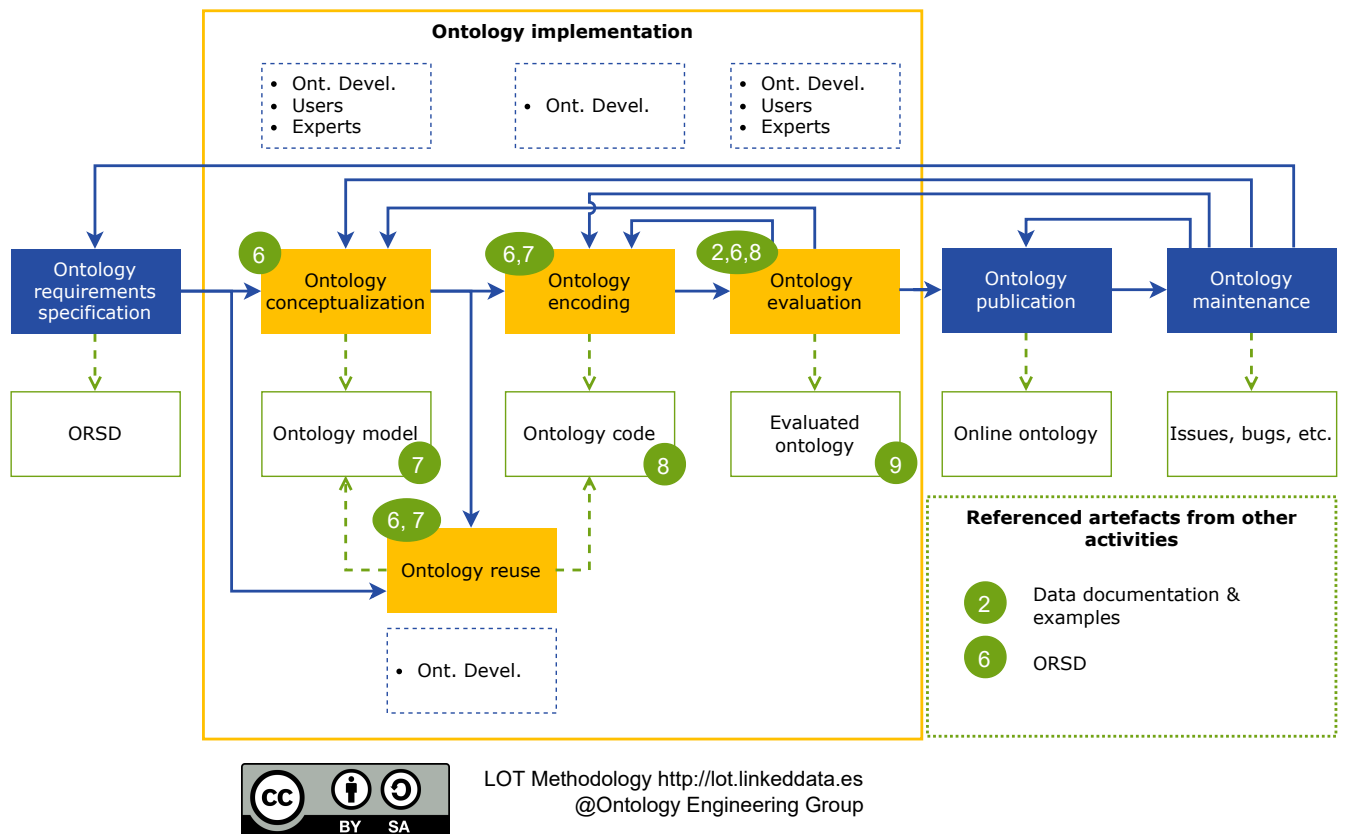 Ontology implementation
• Ont. Devel.
• Users
• Experts
• Ont. Devel.
• Ont. Devel.
• Users
• Experts
Ontology
requirements
specification
6
Ontology
conceptualization
6,7
Ontology
encoding
2,6,8
Ontology
evaluation
Ontology
publication
Ontology
maintenance
ORSD
Ontology model
7
Ontology code
8
Evaluated
ontology
9
Online ontology
Issues, bugs, etc.
6, 7
Ontology reuse
• Ont. Devel.
Referenced artefacts from other
activities
2
Data documentation &
examples
6
ORSD
cc
BY SA
LOT Methodology http://lot.linkeddata.es
@Ontology Engineering Group